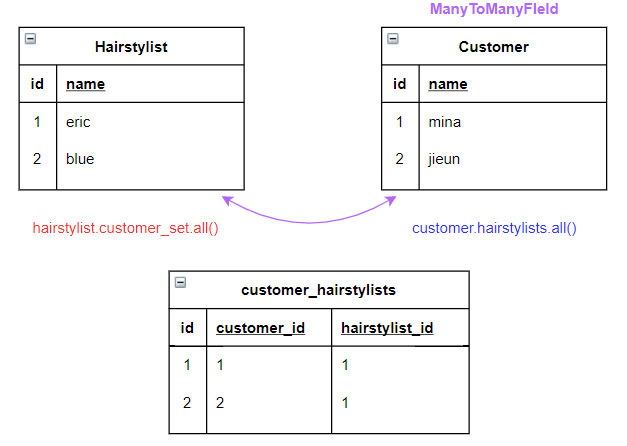 ManyToManyFIeld
Hairstylist
Customer
id name
id name
1 eric
1 mina
2 blue
2 jieun
hairstylist.customer_set.all()
customer.hairstylists.all()
customer_hairstylists
id customer_id hairstylist_id
1 1 1
2 2 1